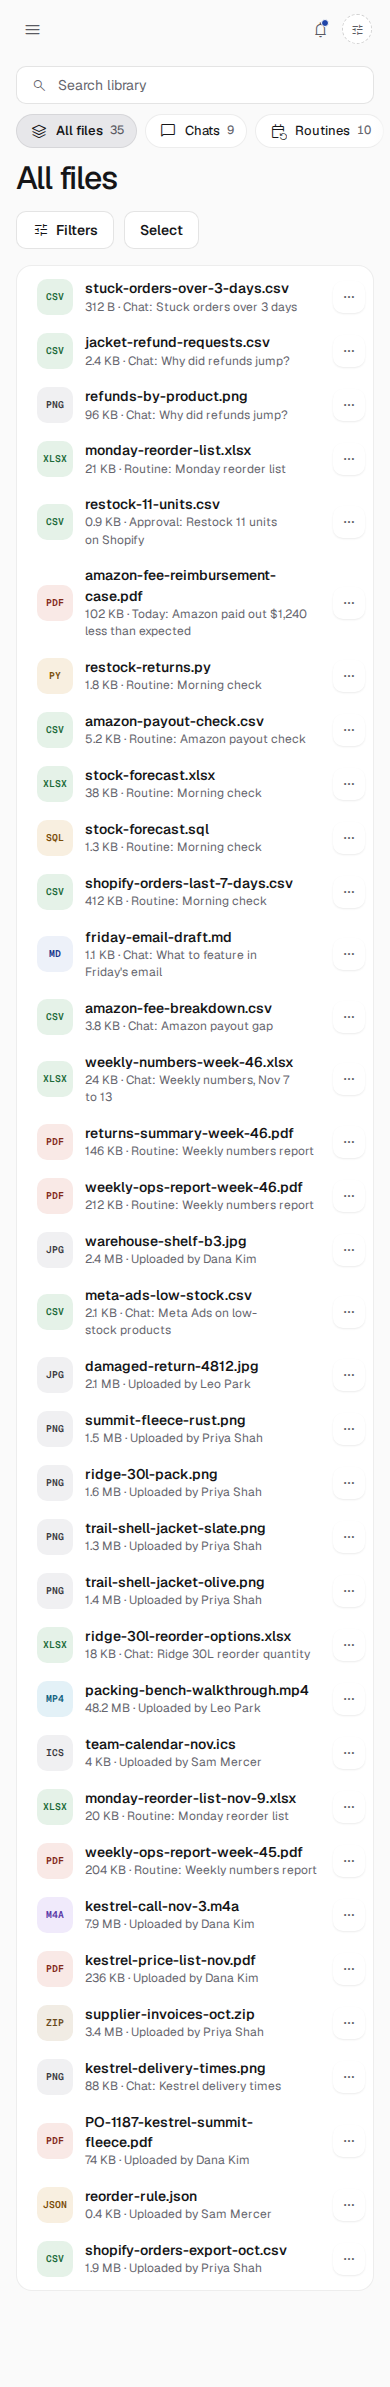 Search library
All files 35
Chats 9
Routines 10
All files
Filters
Select
CSV
stuck-orders-over-3-days.csv
312 B · Chat: Stuck orders over 3 days
CSV
jacket-refund-requests.csv
2.4 KB · Chat: Why did refunds jump?
PNG
refunds-by-product.png
96 KB · Chat: Why did refunds jump?
XLSX
monday-reorder-list.xlsx
21 KB · Routine: Monday reorder list
CSV
restock-11-units.csv
0.9 KB · Approval: Restock 11 units
on Shopify
PDF
amazon-fee-reimbursement-
case.pdf
102 KB · Today: Amazon paid out $1,240
less than expected
PY
restock-returns.py
1.8 KB · Routine: Morning check
CSV
amazon-payout-check.csv
5.2 KB · Routine: Amazon payout check
XLSX
stock-forecast.xlsx
38 KB · Routine: Morning check
SQL
stock-forecast.sql
1.3 KB · Routine: Morning check
CSV
shopify-orders-last-7-days.csv
412 KB · Routine: Morning check
MD
friday-email-draft.md
1.1 KB · Chat: What to feature in
Friday's email
CSV
amazon-fee-breakdown.csv
3.8 KB · Chat: Amazon payout gap
XLSX
weekly-numbers-week-46.xlsx
24 KB · Chat: Weekly numbers, Nov 7
to 13
PDF
returns-summary-week-46.pdf
146 KB · Routine: Weekly numbers report
PDF
weekly-ops-report-week-46.pdf
212 KB · Routine: Weekly numbers report
JPG
warehouse-shelf-b3.jpg
2.4 MB · Uploaded by Dana Kim
CSV
meta-ads-low-stock.csv
2.1 KB · Chat: Meta Ads on low-
stock products
JPG
damaged-return-4812.jpg
2.1 MB · Uploaded by Leo Park
PNG
summit-fleece-rust.png
1.5 MB · Uploaded by Priya Shah
PNG
ridge-30l-pack.png
1.6 MB · Uploaded by Priya Shah
PNG
trail-shell-jacket-slate.png
1.3 MB · Uploaded by Priya Shah
PNG
trail-shell-jacket-olive.png
1.4 MB · Uploaded by Priya Shah
XLSX
ridge-30l-reorder-options.xlsx
18 KB · Chat: Ridge 30L reorder quantity
MP4
packing-bench-walkthrough.mp4
48.2 MB · Uploaded by Leo Park
ICS
team-calendar-nov.ics
4 KB · Uploaded by Sam Mercer
XLSX
monday-reorder-list-nov-9.xlsx
20 KB · Routine: Monday reorder list
PDF
weekly-ops-report-week-45.pdf
204 KB · Routine: Weekly numbers report
M4A
kestrel-call-nov-3.m4a
7.9 MB · Uploaded by Dana Kim
PDF
kestrel-price-list-nov.pdf
236 KB · Uploaded by Dana Kim
ZIP
supplier-invoices-oct.zip
3.4 MB · Uploaded by Priya Shah
PNG
kestrel-delivery-times.png
88 KB · Chat: Kestrel delivery times
PDF
PO-1187-kestrel-summit-
fleece.pdf
74 KB · Uploaded by Dana Kim
JSON
reorder-rule.json
0.4 KB · Uploaded by Sam Mercer
CSV
shopify-orders-export-oct.csv
1.9 MB · Uploaded by Priya Shah